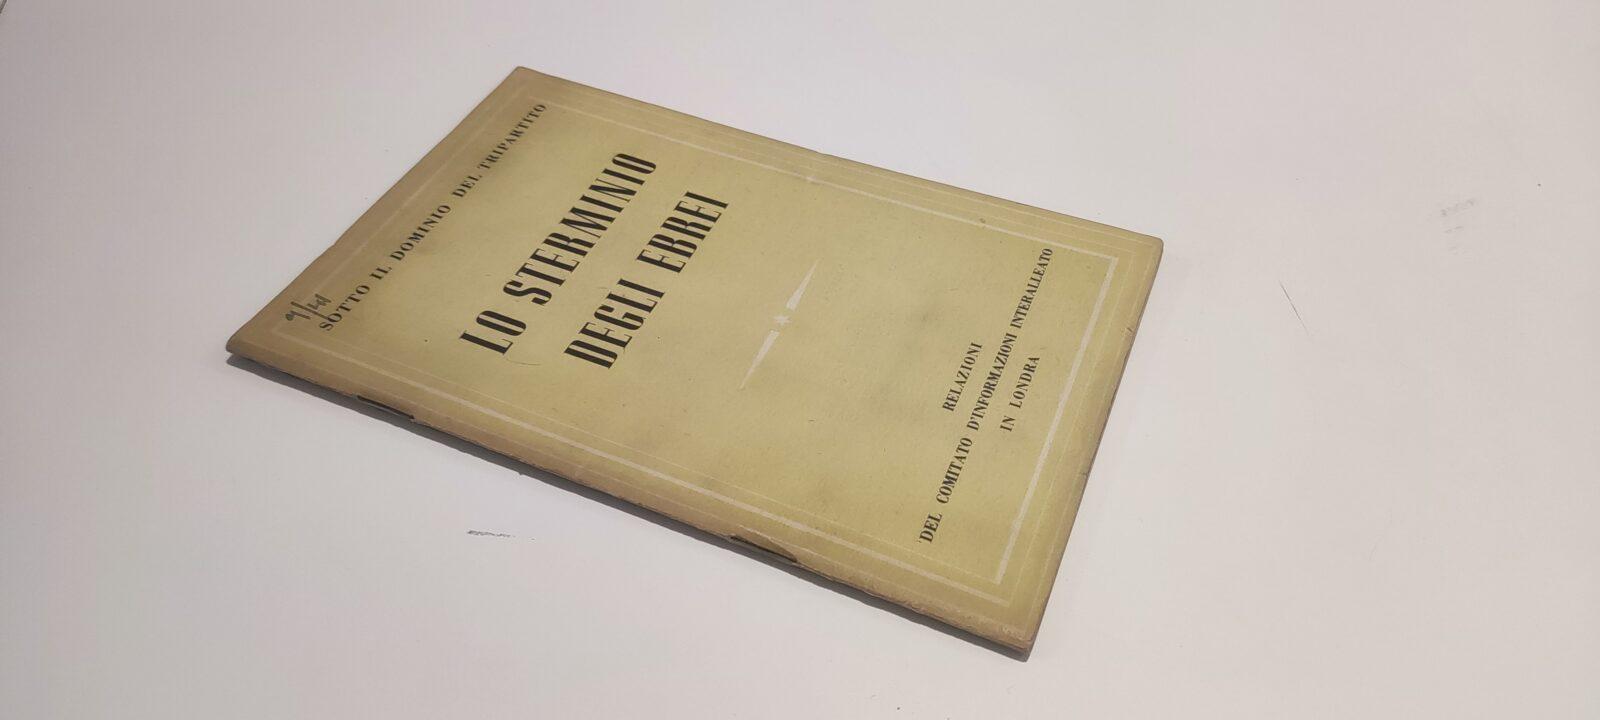 SOTTO IL DOMINIO DEL TRIPARTITO
LO STERMINIO
DEGLI EBREI
RELAZIONI
DEL COMITATO D'INFORMAZIONI INTERALLEATO
IN LONDRA